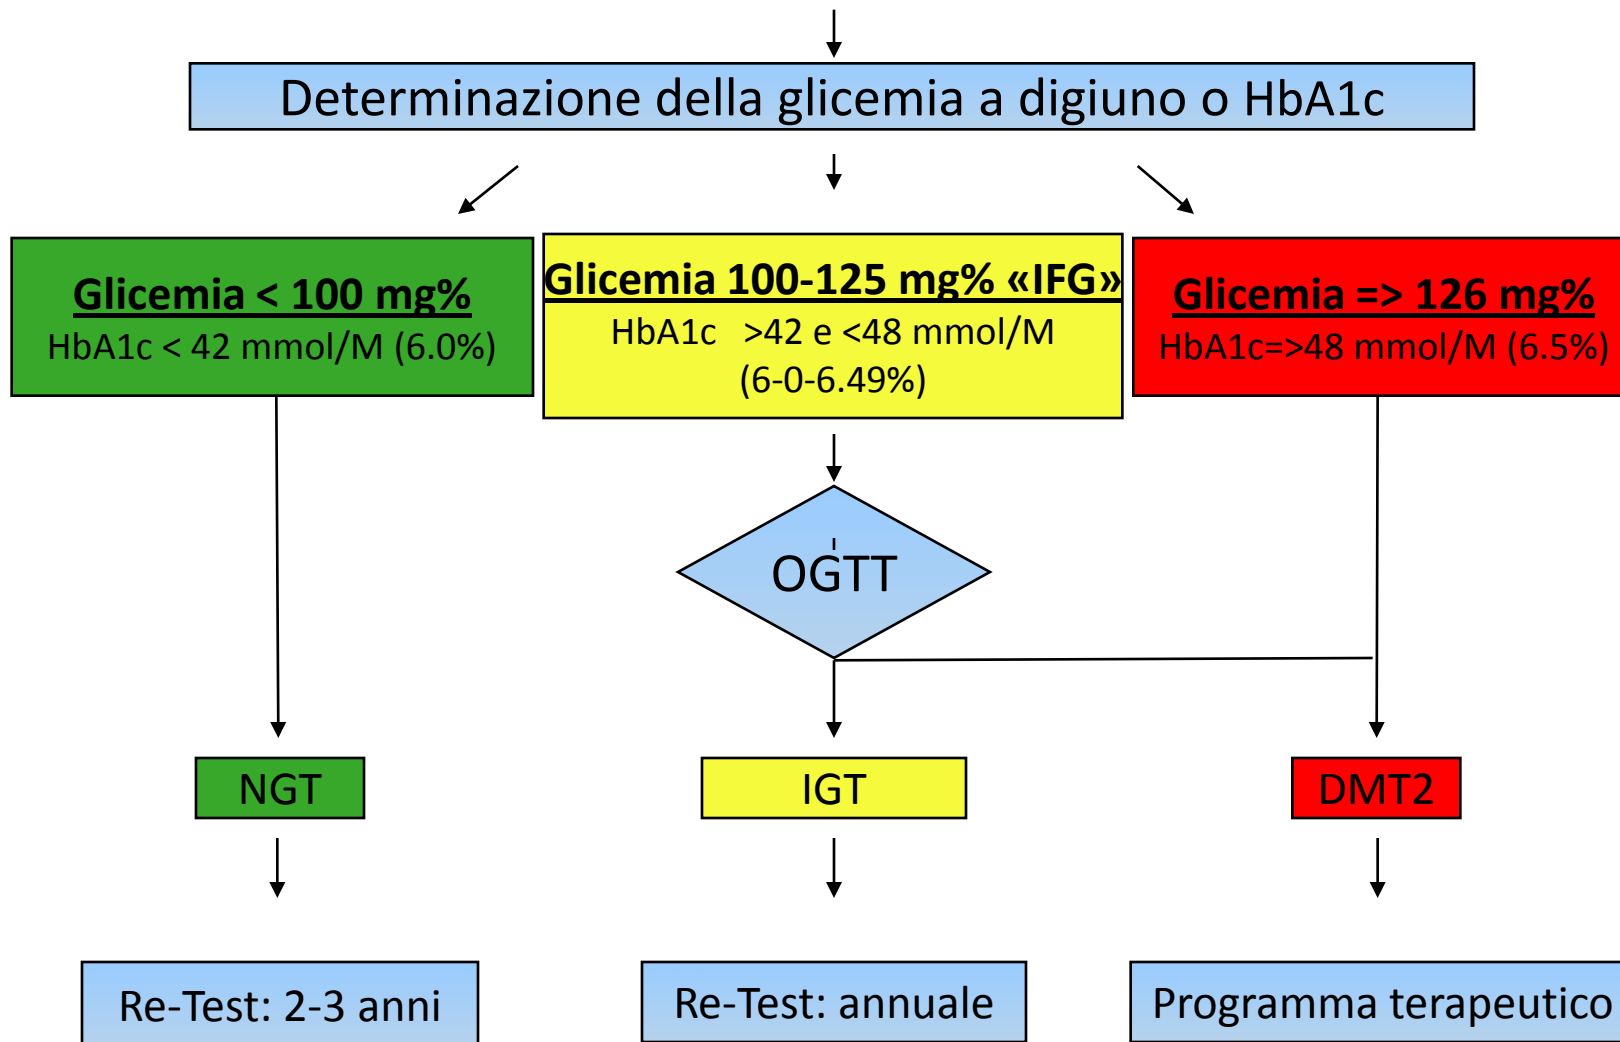 Determinazione della glicemia a digiuno o HbA1c
Glicemia < 100 mg%
HbA1c < 42 mmol/M (6.0%)
Glicemia 100-125 mg% «IFG»
HbA1c >42 e <48 mmol/M
(6-0-6.49%)
Glicemia => 126 mg%
HbA1c=>48 mmol/M (6.5%)
OGTT
NGT
IGT
DMT2
Re-Test: 2-3 anni
Re-Test: annuale
Programma terapeutico